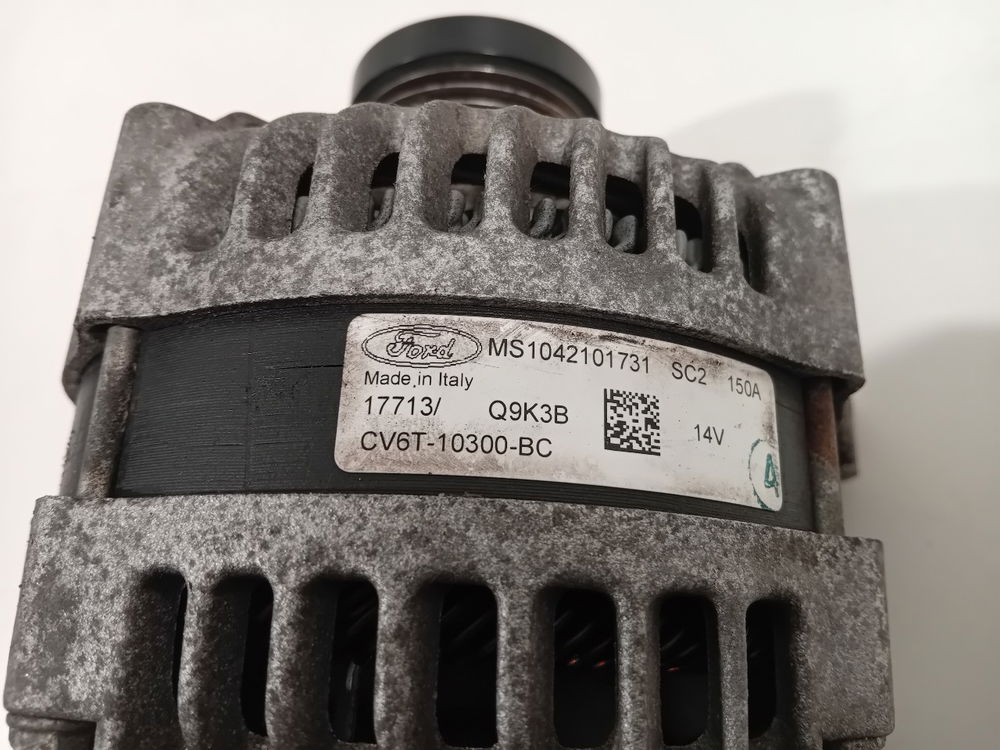 Ford MS1042101731 SC2 150A
Made in Italy
17713/ Q9K3B 14V
CV6T-10300-BC
A